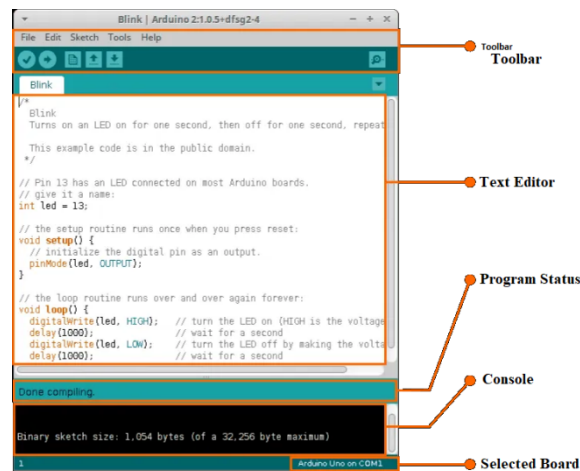 Blink | Arduino 2:1.0.5+dfsg2-4
File Edit Sketch Tools Help
Toolbar
Toolbar
Blink
/*
Blink
Turns on an LED on for one second, then off for one second, repeat
This example code is in the public domain.
*/
// Pin 13 has an LED connected on most Arduino boards.
// give it a name:
int led = 13;
// the setup routine runs once when you press reset:
void setup() {
// initialize the digital pin as an output.
pinMode(led, OUTPUT);
}
// the loop routine runs over and over again forever:
void loop() {
digitalWrite(led, HIGH); // turn the LED on (HIGH is the voltage
delay(1000); // wait for a second
digitalWrite(led, LOW); // turn the LED off by making the volta
delay(1000); // wait for a second
Text Editor
Program Status
Done compiling.
Console
Binary sketch size: 1,054 bytes (of a 32,256 byte maximum)
1
Arduino Uno on COM1
Selected Board